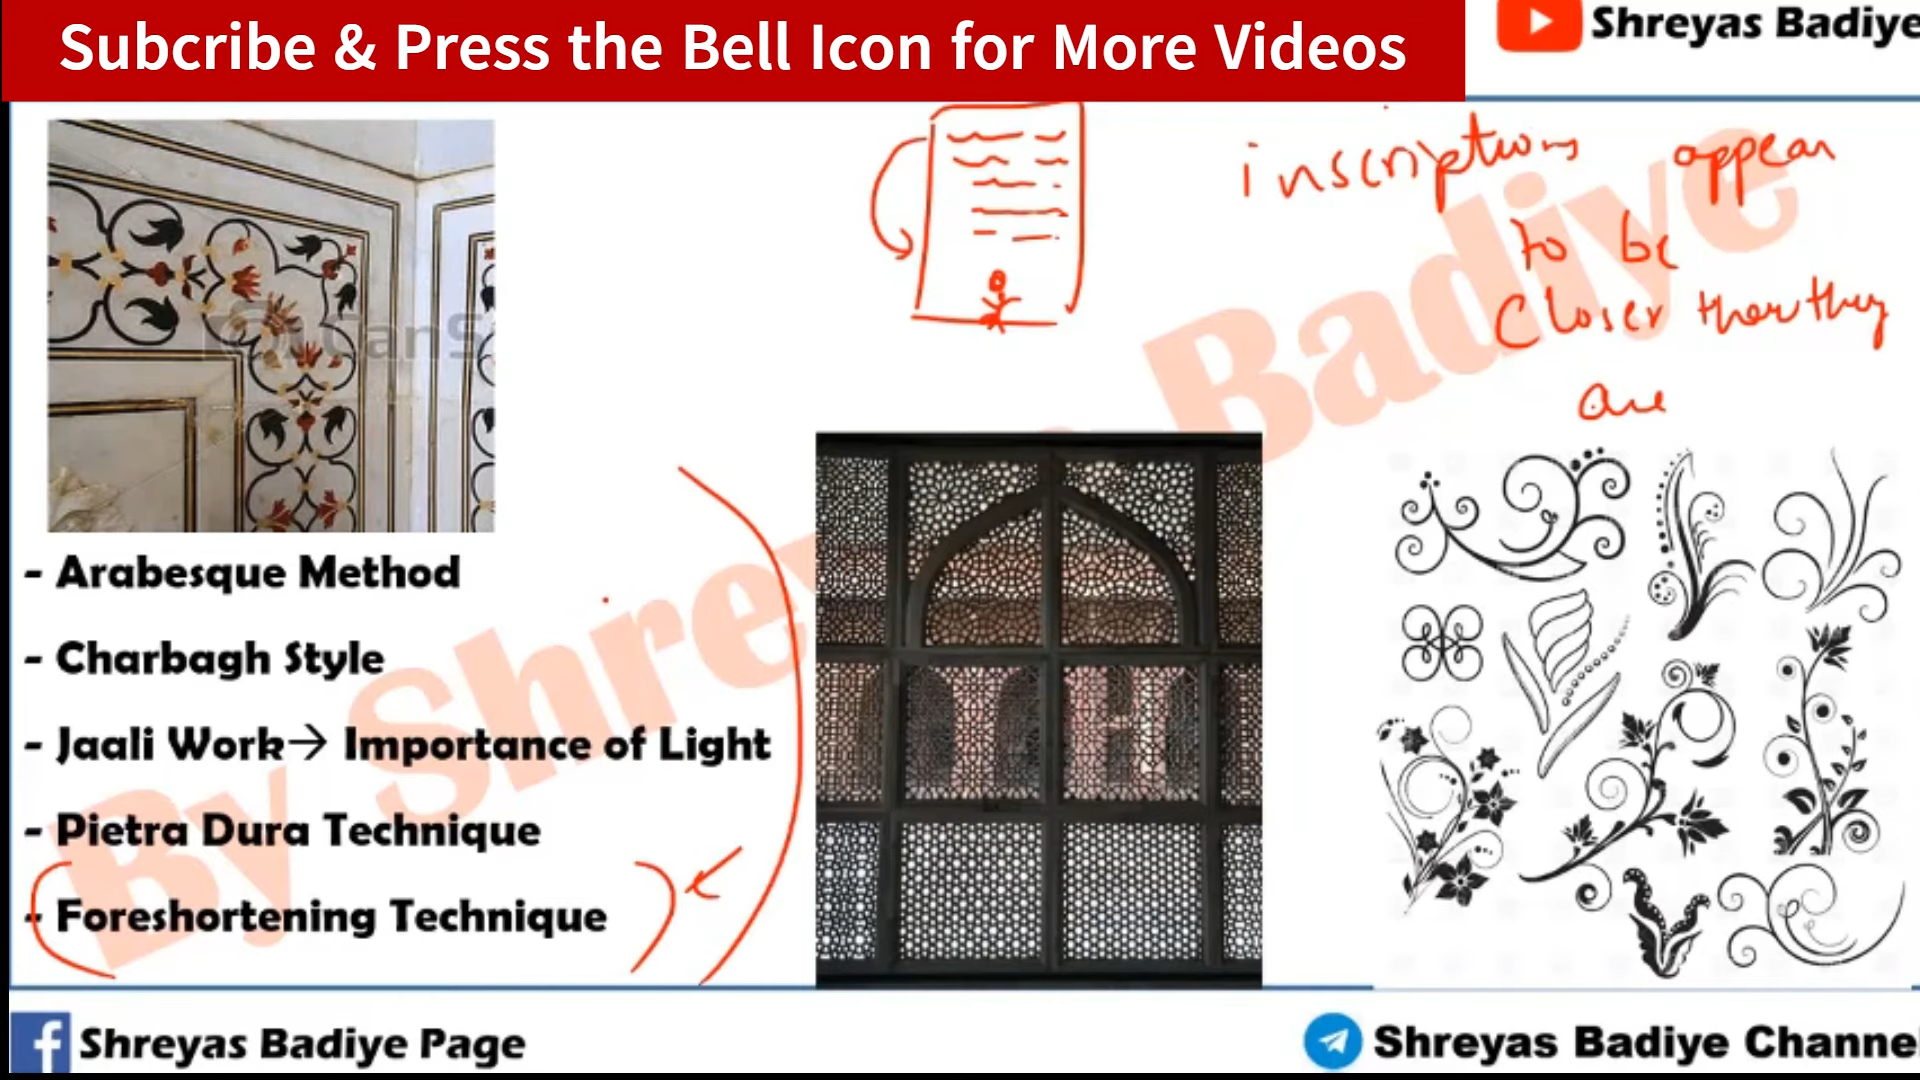 Subcribe & Press the Bell Icon for More Videos
Shreyas Badiye
inscriptions appear
to be
Closer than they
are
- Arabesque Method
- Charbagh Style
- Jaali Work→ Importance of Light
- Pietra Dura Technique
- Foreshortening Technique
By Shreyas Badiye
Shreyas Badiye Page
Shreyas Badiye Channe